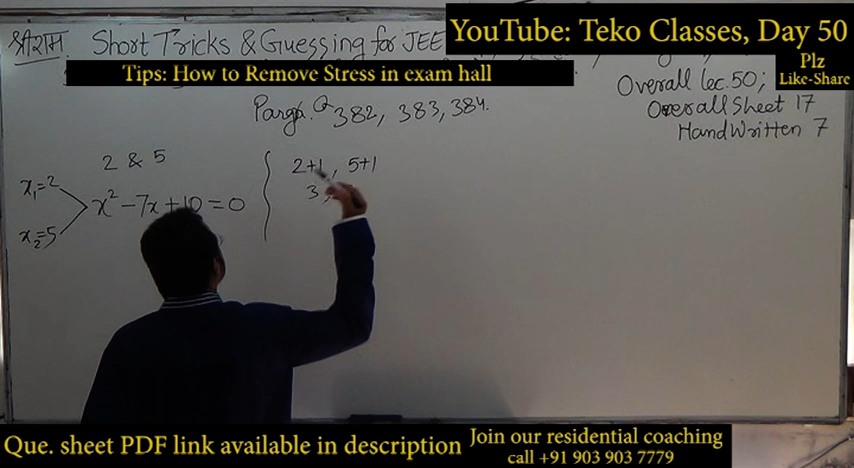 श्रीराम Short Tricks & Guessing for JEE
YouTube: Teko Classes, Day 50
Plz
Like-Share
Tips: How to Remove Stress in exam hall
Overall Lec. 50;
Overall Sheet 17
HandWritten 7
Parag. Q 382, 383, 384.
2 & 5
x₁=2
x² - 7x + 10 = 0
x₂=5
2+1, 5+1
3,
Que. sheet PDF link available in description
Join our residential coaching
call +91 903 903 7779